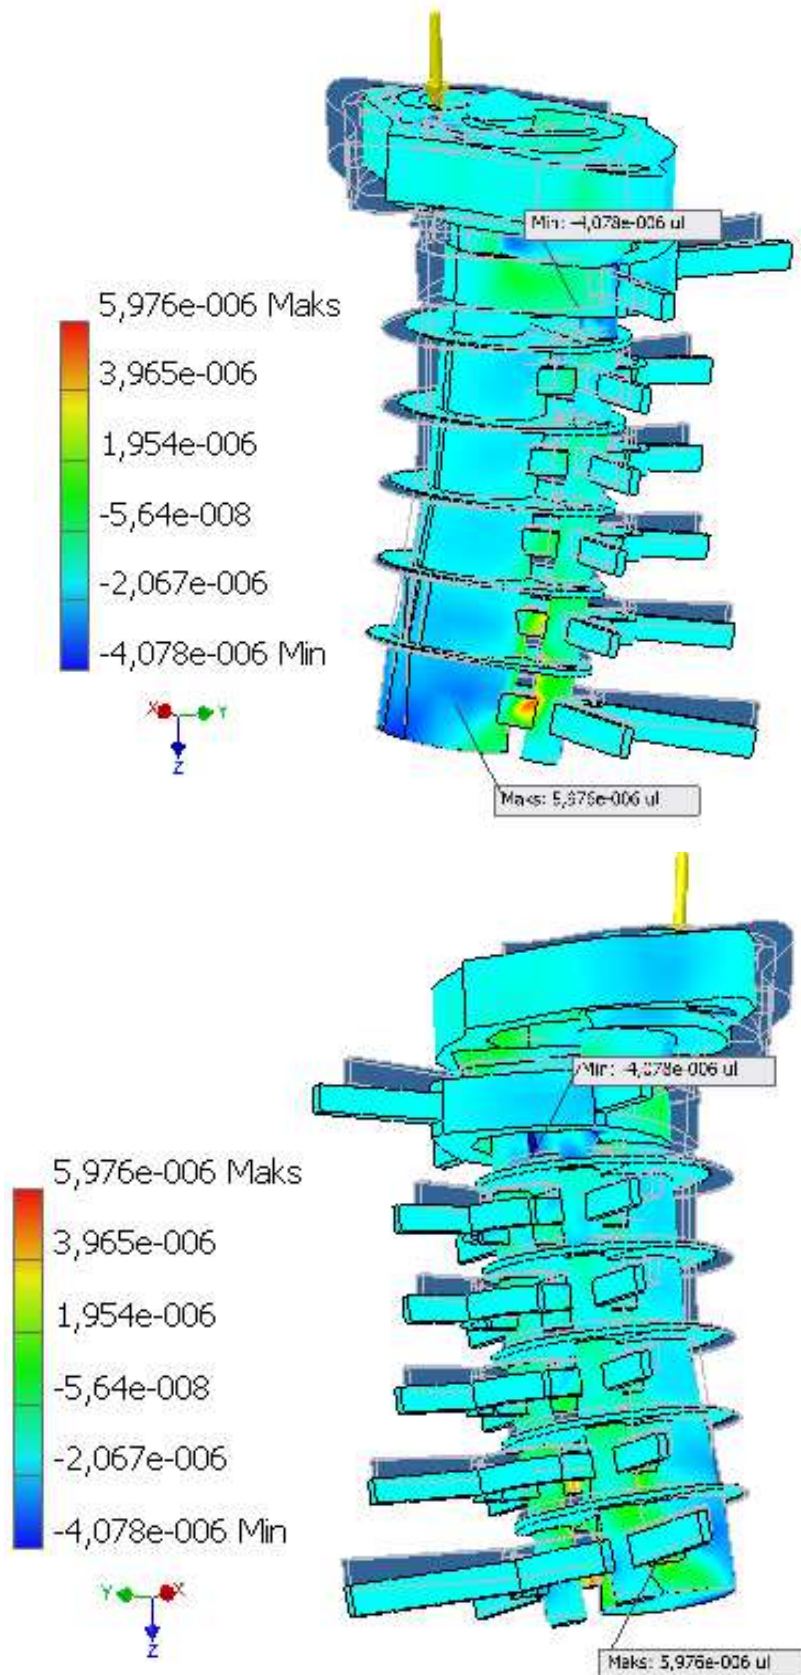 Min: -4,078e-006 ul
5,976e-006 Maks
3,965e-006
1,954e-006
-5,64e-008
-2,067e-006
-4,078e-006 Min
X
Y
Z
Maks: 5,976e-006 ul
Min: -4,078e-006 ul
5,976e-006 Maks
3,965e-006
1,954e-006
-5,64e-008
-2,067e-006
-4,078e-006 Min
Y
X
Z
Maks: 5,976e-006 ul